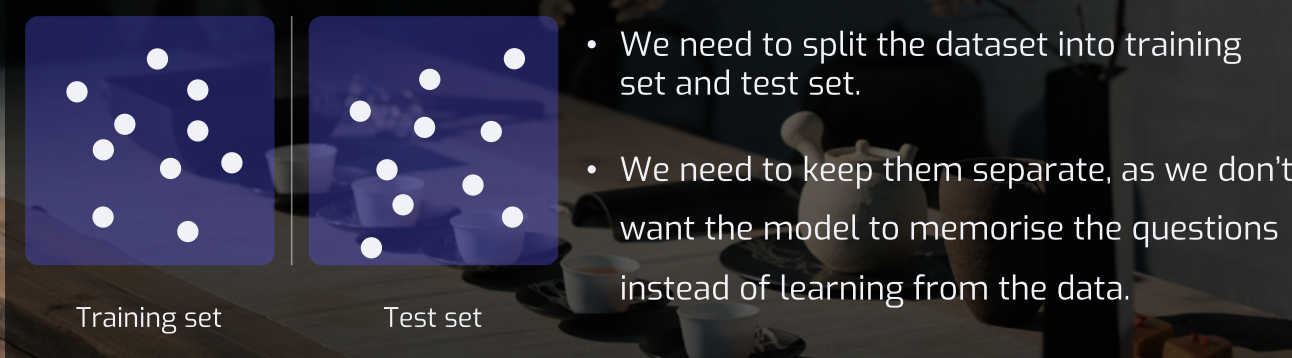 • We need to split the dataset into training
set and test set.
• We need to keep them separate, as we don't
want the model to memorise the questions
instead of learning from the data.
Training set
Test set